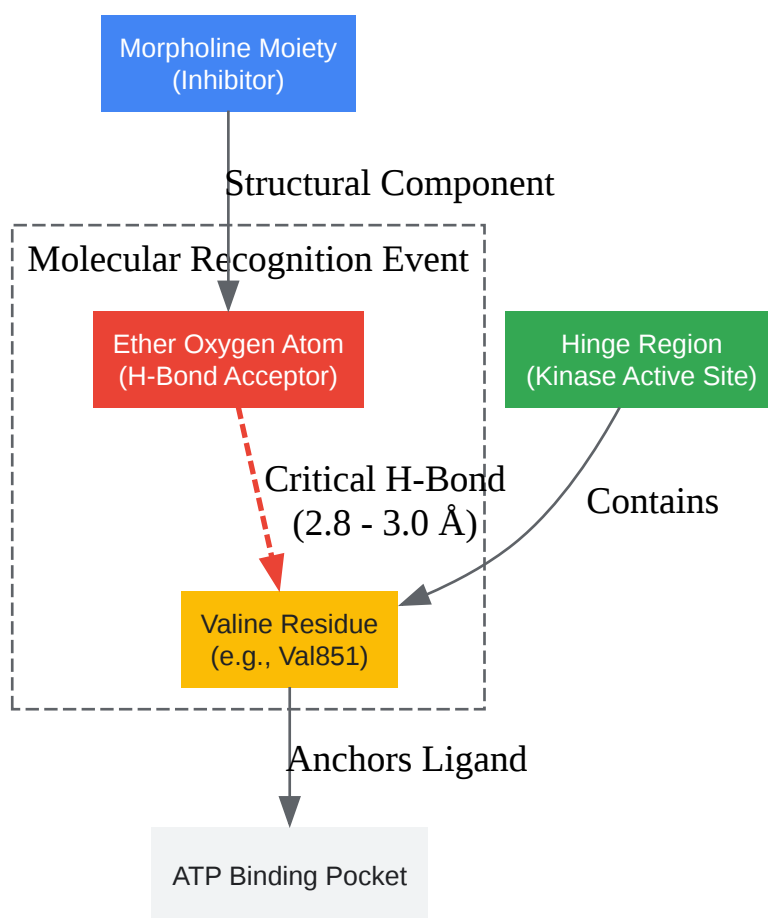 Morpholine Moiety
(Inhibitor)
Structural Component
Molecular Recognition Event
Ether Oxygen Atom
(H-Bond Acceptor)
Hinge Region
(Kinase Active Site)
Critical H-Bond
(2.8 - 3.0 Å)
Contains
Valine Residue
(e.g., Val851)
Anchors Ligand
ATP Binding Pocket